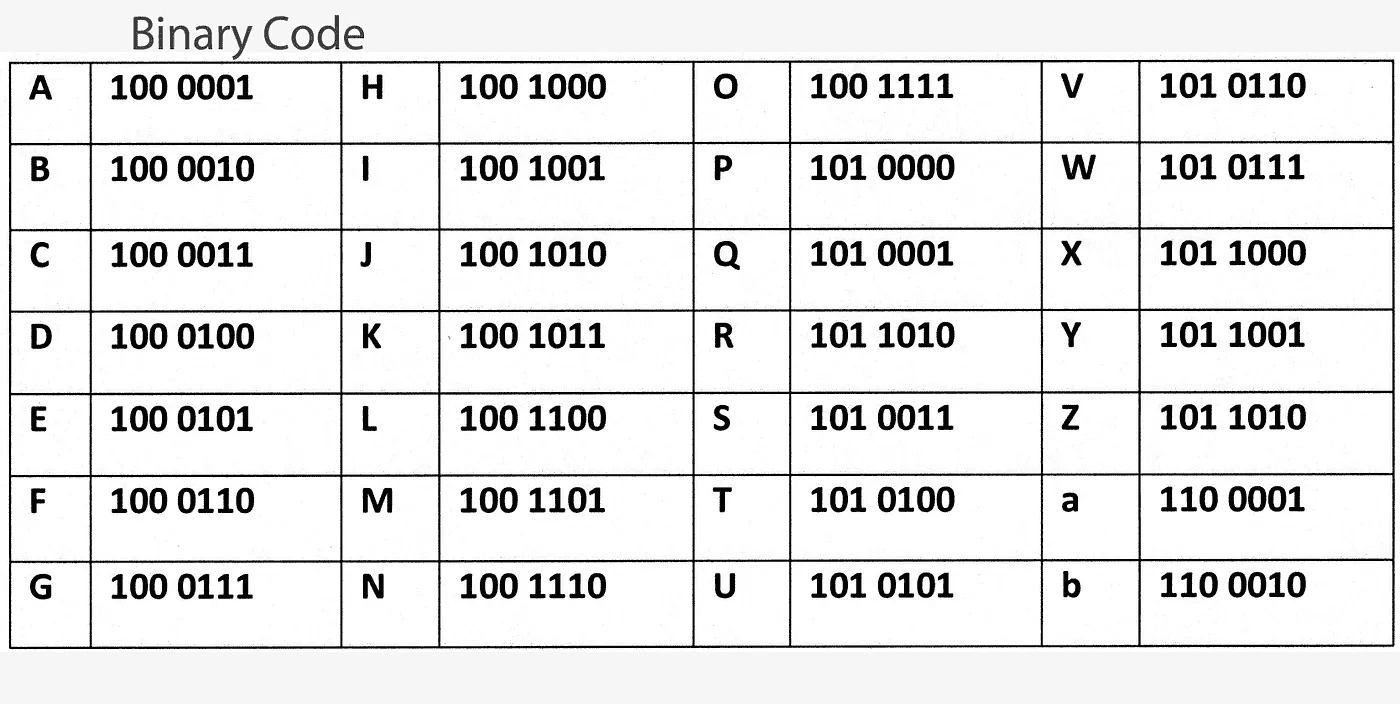 Binary Code
A 100 0001 H 100 1000 O 100 1111 V 101 0110
B 100 0010 I 100 1001 P 101 0000 W 101 0111
C 100 0011 J 100 1010 Q 101 0001 X 101 1000
D 100 0100 K 100 1011 R 101 1010 Y 101 1001
E 100 0101 L 100 1100 S 101 0011 Z 101 1010
F 100 0110 M 100 1101 T 101 0100 a 110 0001
G 100 0111 N 100 1110 U 101 0101 b 110 0010